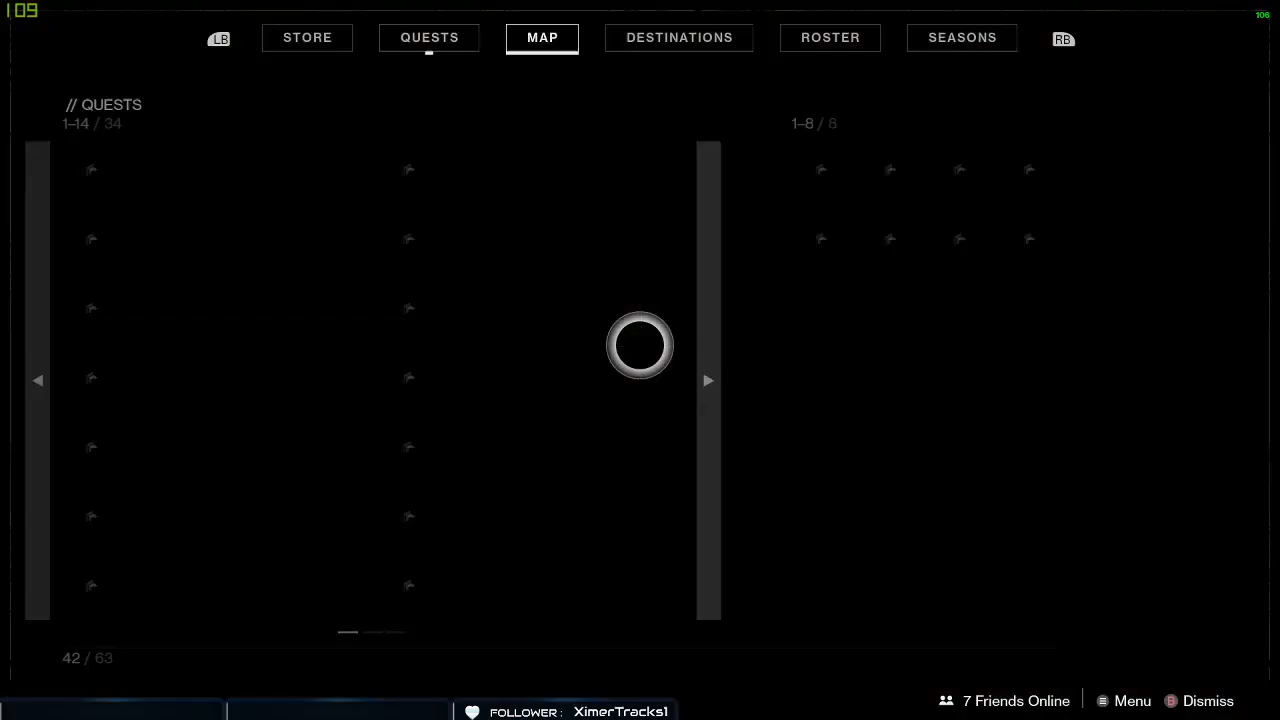 109
106
LB STORE QUESTS MAP DESTINATIONS ROSTER SEASONS RB
// QUESTS
1–14 / 34
1–8 / 8
42 / 63
7 Friends Online Menu B Dismiss
FOLLOWER: XimerTracks1